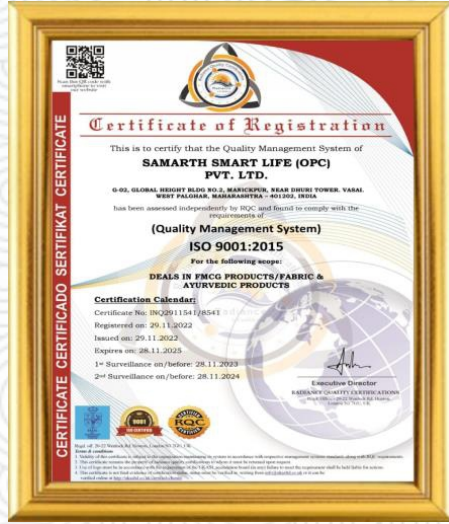 Scan this QR code with
smartphone to visit
our website
Certificate of Registration
This is to certify that the Quality Management System of
SAMARTH SMART LIFE (OPC)
PVT. LTD.
G-02, GLOBAL HEIGHT BLDG NO.2, MANICKPUR, NEAR DHURI TOWER, VASAI,
WEST PALGHAR, MAHARASHTRA - 401202, INDIA
has been assessed independently by RQC and found to comply with the
requirements of
(Quality Management System)
ISO 9001:2015
For the following scope:
DEALS IN FMCG PRODUCTS/FABRIC &
AYURVEDIC PRODUCTS
Certification Calendar:
Certificate No: INQ2911541/8541
Registered on: 29.11.2022
Issued on: 29.11.2022
Expires on: 28.11.2025
1st Surveillance on/before: 28.11.2023
2nd Surveillance on/before: 28.11.2024
Executive Director
RADIANCE QUALITY CERTIFICATIONS
CERTIFICATE CERTIFICADO SERTIFIKAT CERTIFICATE
9001
RQC
Terms & condition